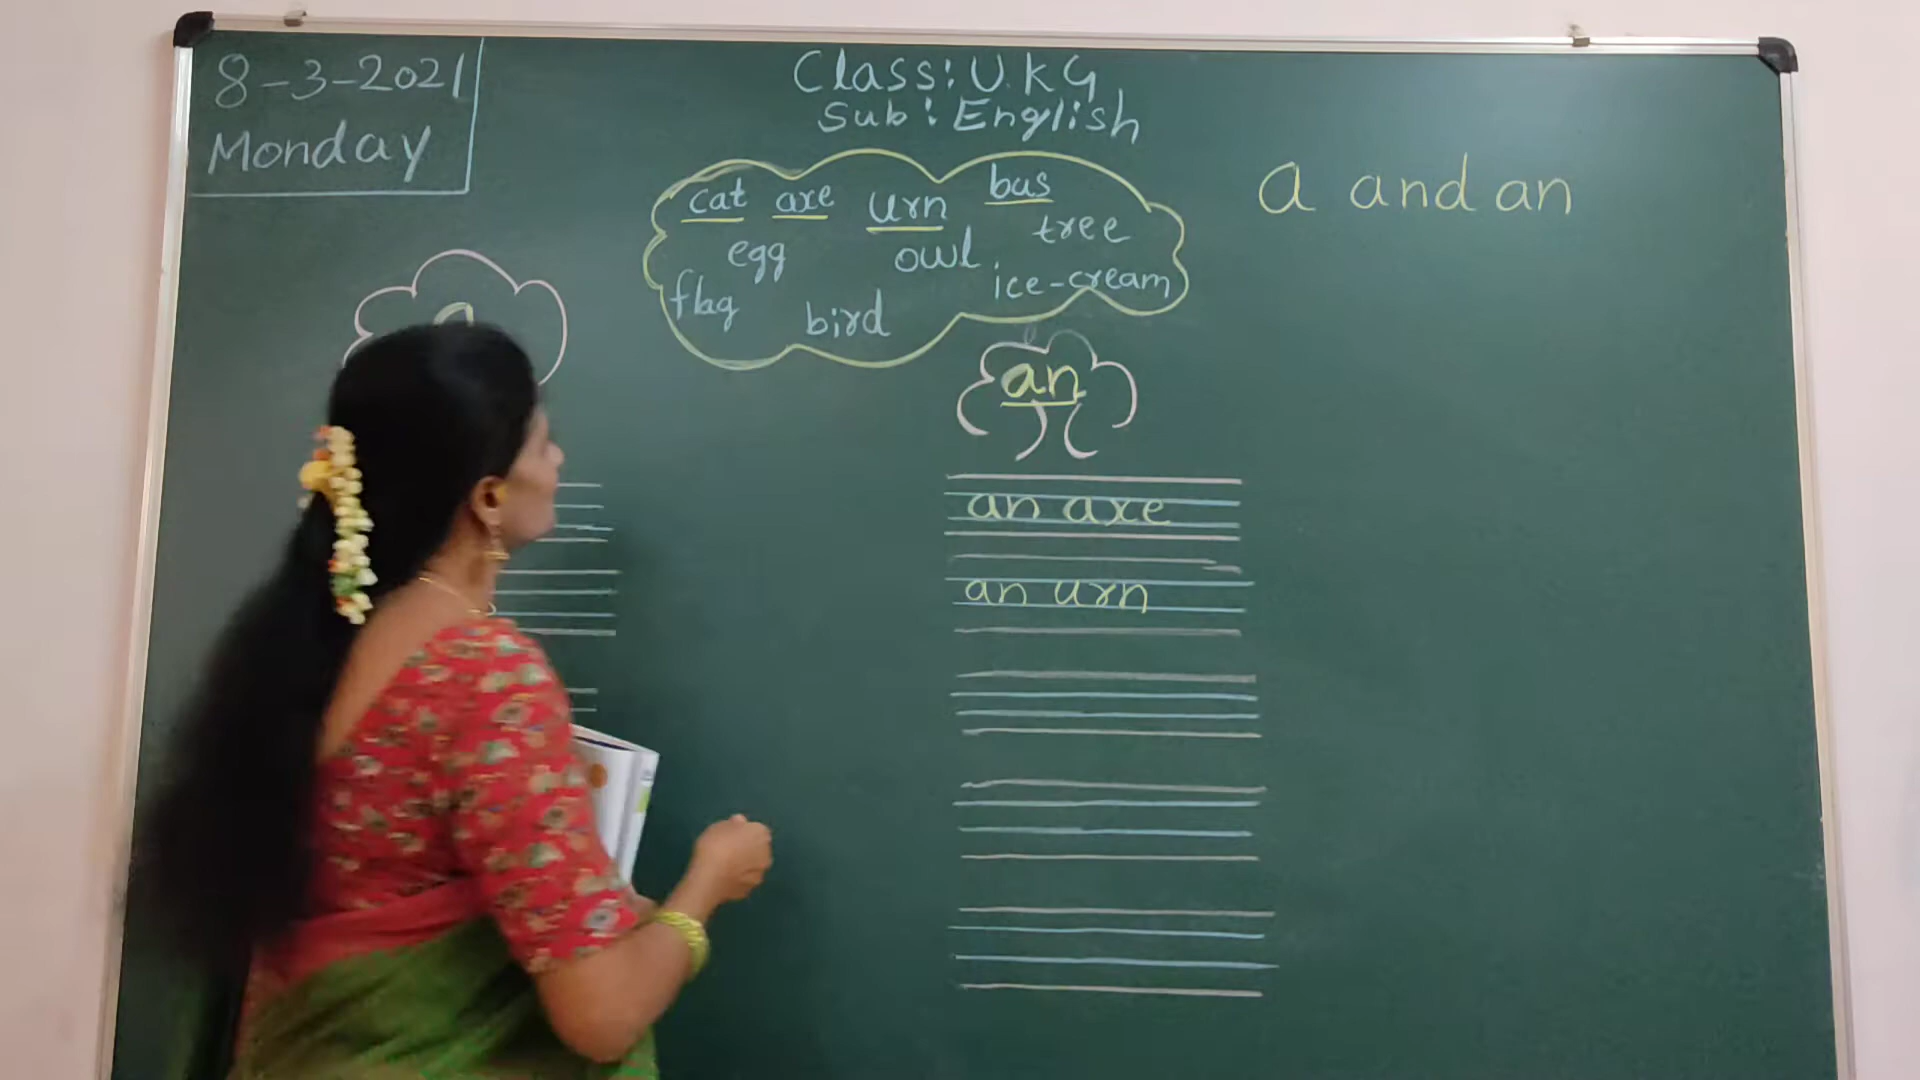 8-3-2021
Monday
Class: U.K.G
Sub: English
a and an
cat axe urn bus
egg owl tree
flag bird ice-cream
a
an
an axe
an urn